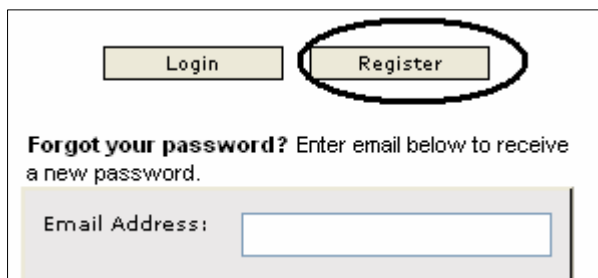 Login Register
Forgot your password? Enter email below to receive
a new password.
Email Address: